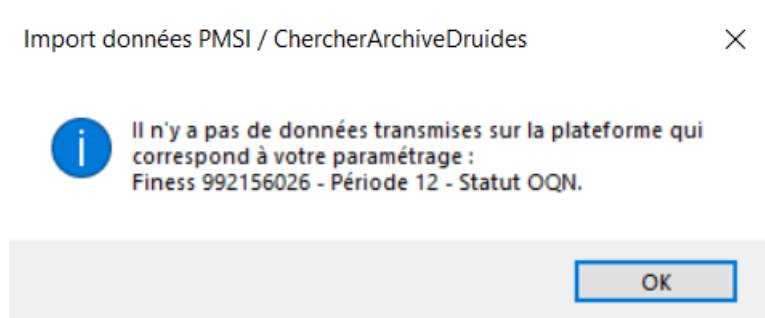 Import données PMSI / ChercherArchiveDruides
Il n'y a pas de données transmises sur la plateforme qui
correspond à votre paramétrage :
Finess 992156026 - Période 12 - Statut OQN.
OK